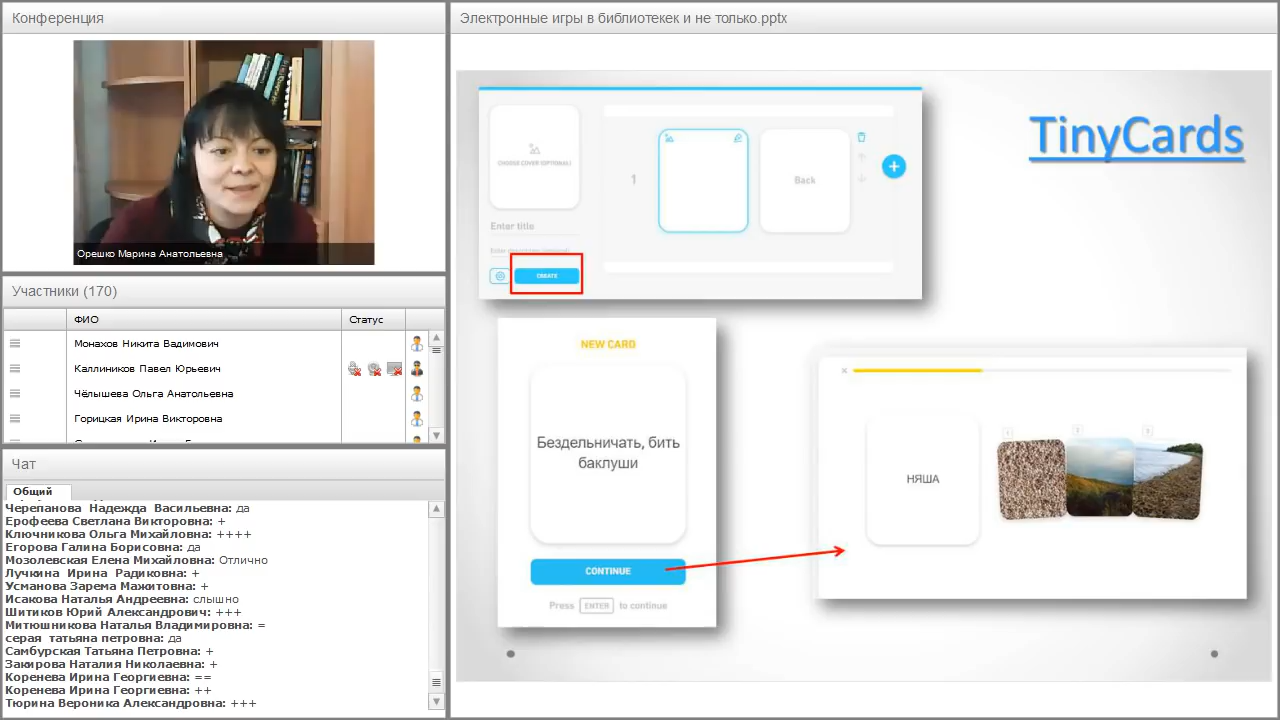 Конференция
Орешко Марина Анатольевна
Участники (170)
ФИО
Статус
Монахов Никита Вадимович
Каллиников Павел Юрьевич
Чёлышева Ольга Анатольевна
Горицкая Ирина Викторовна
Чат
Общий
Черепанова Надежда Васильевна: да
Ерофеева Светлана Викторовна: +
Ключникова Ольга Михайловна: ++++
Егорова Галина Борисовна: да
Мозолевская Елена Михайловна: Отлично
Лучкина Ирина Радиковна: +
Усманова Зарема Мажитовна: +
Исакова Наталья Андреевна: слышно
Шитиков Юрий Александрович: +++
Митюшникова Наталья Владимировна: =
серая татьяна петровна: да
Самбурская Татьяна Петровна: +
Закирова Наталия Николаевна: +
Коренева Ирина Георгиевна: ==
Коренева Ирина Георгиевна: ++
Тюрина Вероника Александровна: +++
Электронные игры в библиотекек и не только.pptx
TinyCards
CHOOSE COVER (OPTIONAL)
1
Back
Enter title
CREATE
NEW CARD
Бездельничать, бить
баклуши
CONTINUE
Press ENTER to continue
НЯША
1
2
3